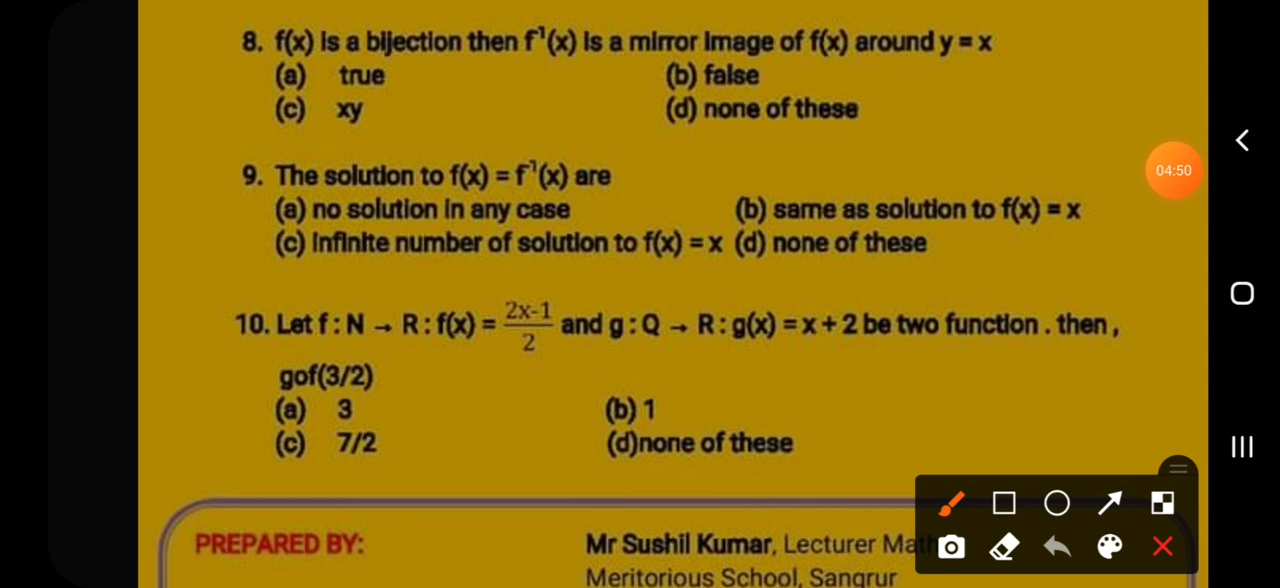 8. f(x) is a bijection then f¹(x) is a mirror image of f(x) around y = x
(a) true (b) false
(c) xy (d) none of these
9. The solution to f(x) = f¹(x) are
(a) no solution in any case (b) same as solution to f(x) = x
(c) infinite number of solution to f(x) = x (d) none of these
10. Let f : N → R : f(x) = 2x-1/2 and g : Q → R : g(x) = x + 2 be two function . then ,
gof(3/2)
(a) 3 (b) 1
(c) 7/2 (d)none of these
04:50
PREPARED BY: Mr Sushil Kumar, Lecturer Mat
Meritorious School, Sangrur